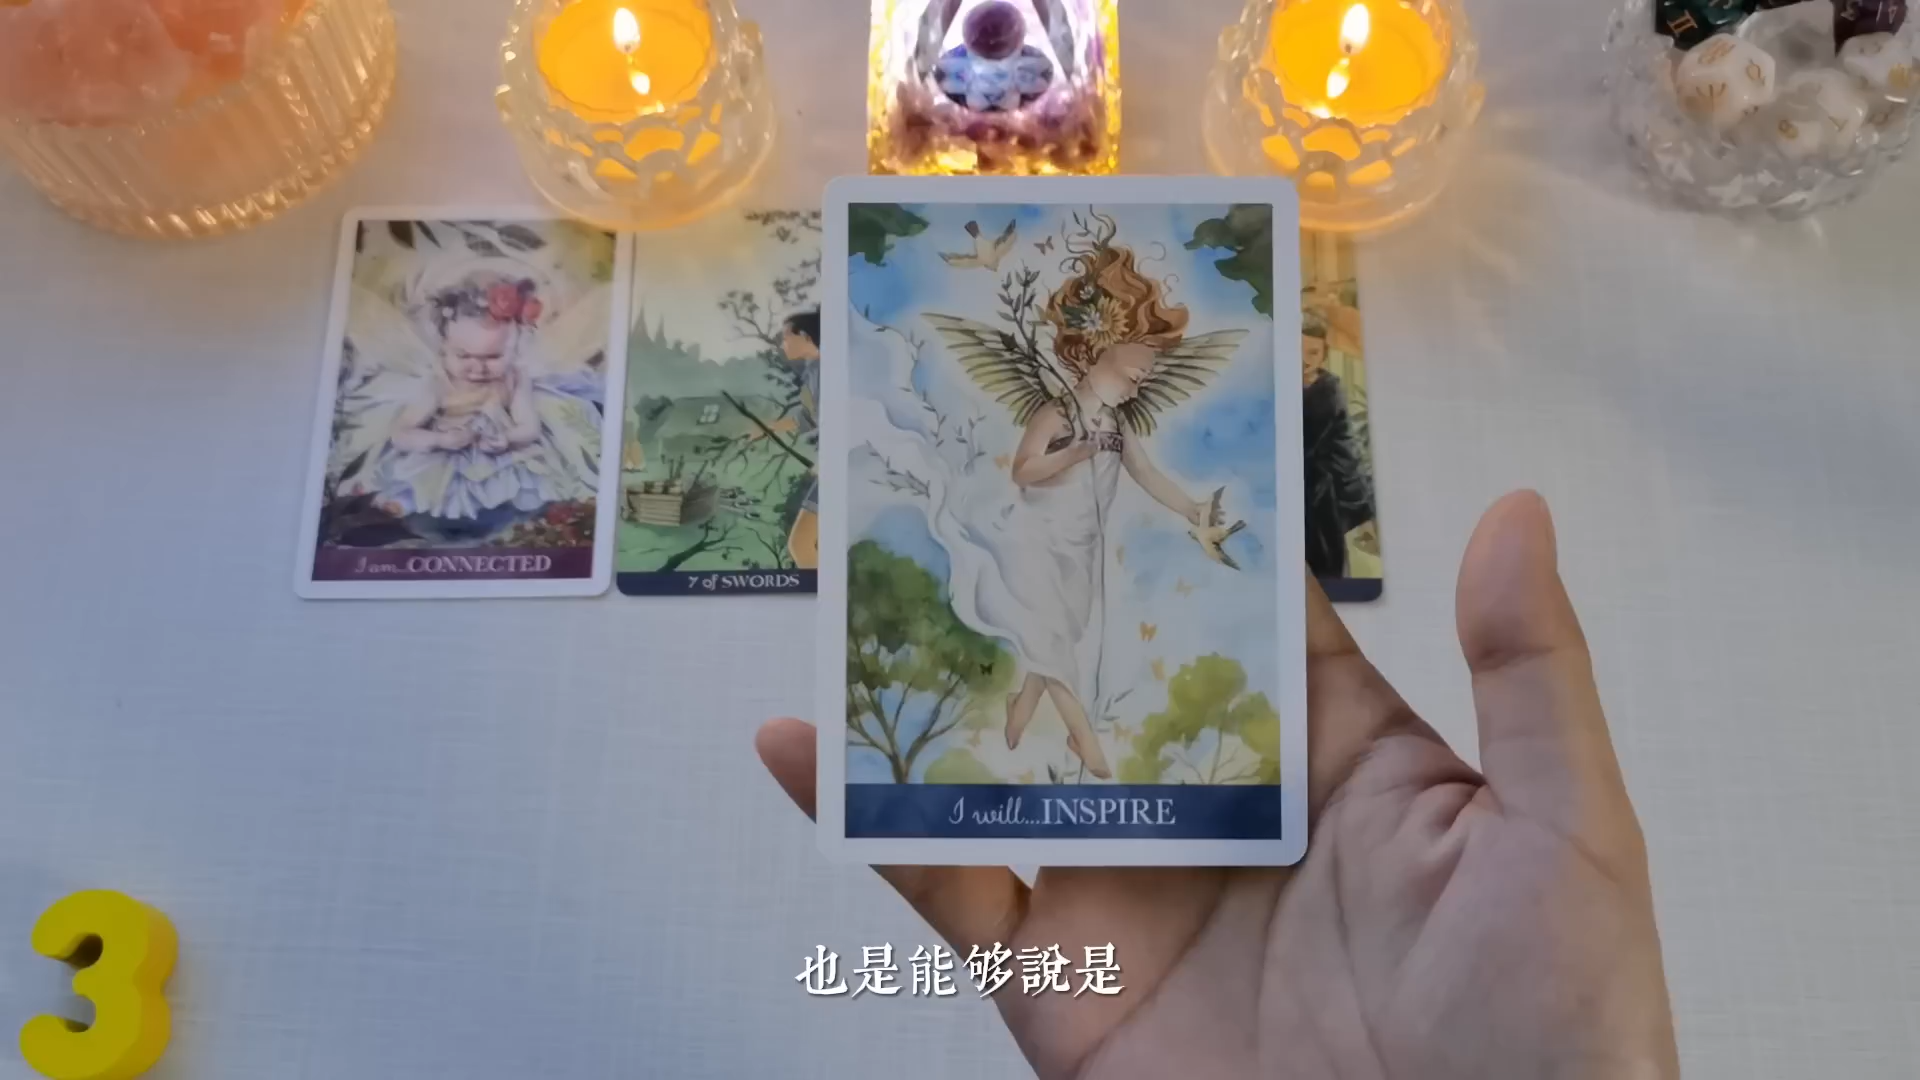 I am...CONNECTED
7 of SWORDS
I will...INSPIRE
3
也是能够說是